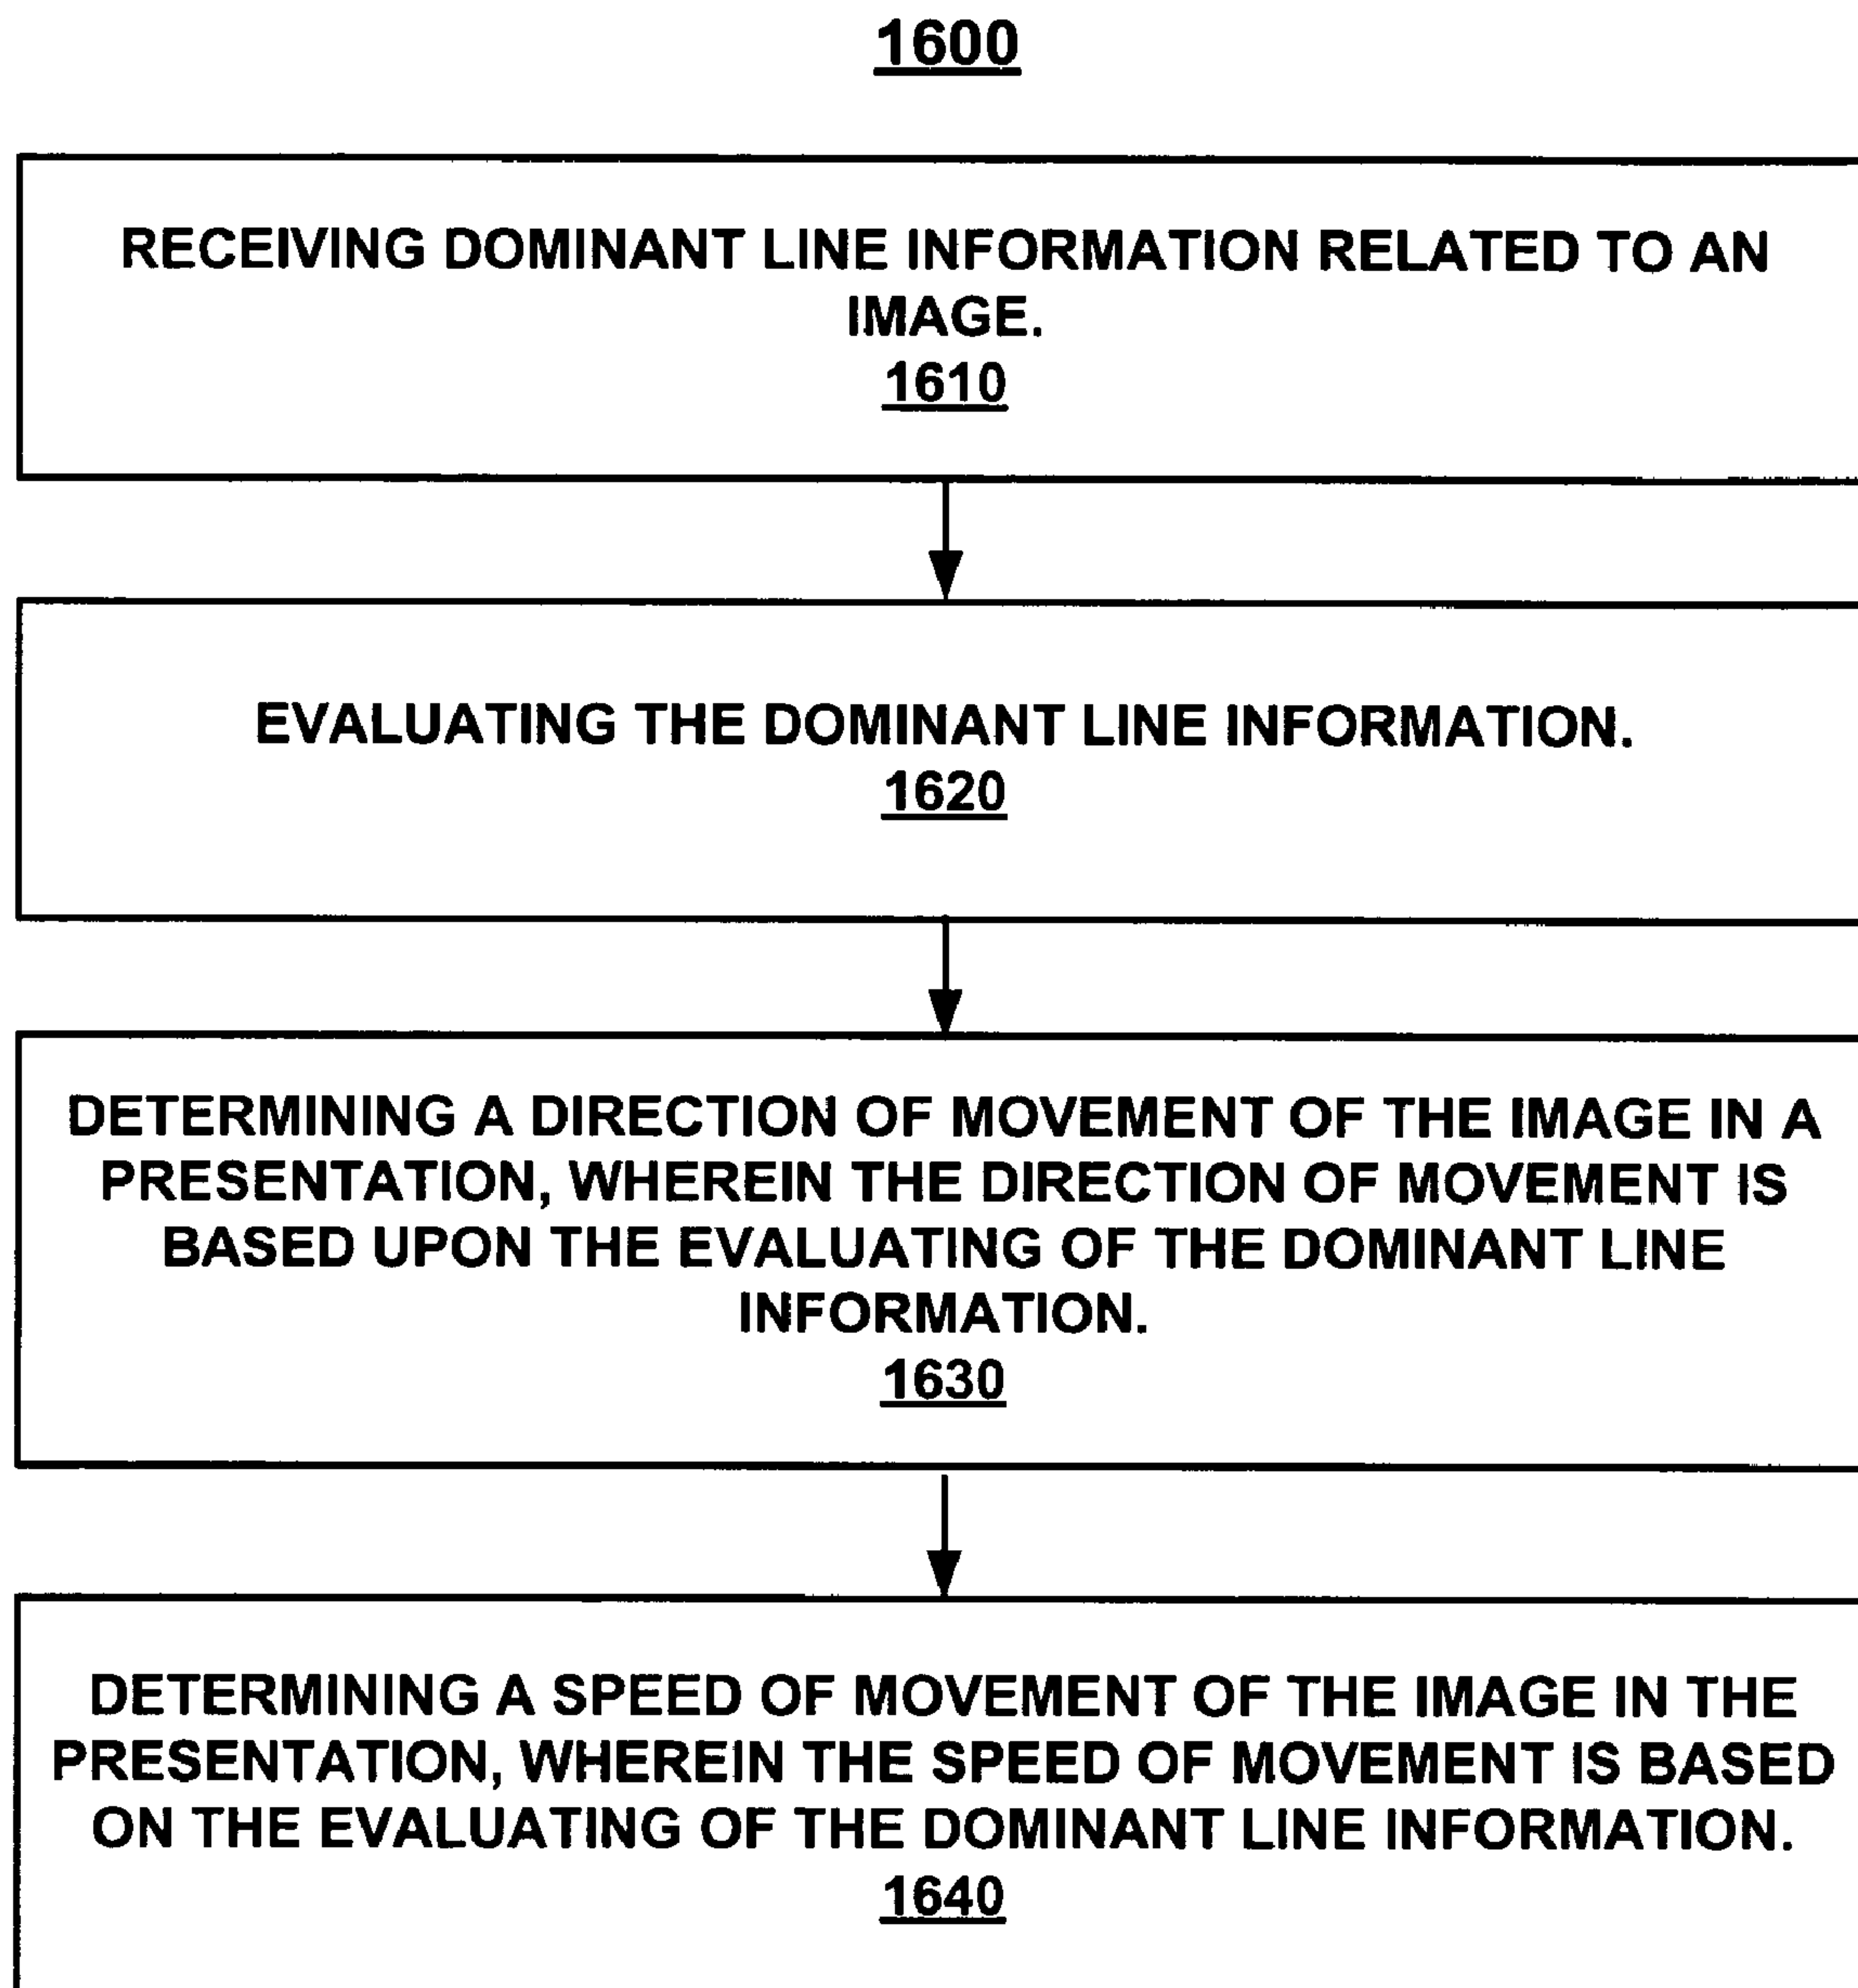 1600
RECEIVING DOMINANT LINE INFORMATION RELATED TO AN
IMAGE.
1610
EVALUATING THE DOMINANT LINE INFORMATION.
1620
DETERMINING A DIRECTION OF MOVEMENT OF THE IMAGE IN A
PRESENTATION, WHEREIN THE DIRECTION OF MOVEMENT IS
BASED UPON THE EVALUATING OF THE DOMINANT LINE
INFORMATION.
1630
DETERMINING A SPEED OF MOVEMENT OF THE IMAGE IN THE
PRESENTATION, WHEREIN THE SPEED OF MOVEMENT IS BASED
ON THE EVALUATING OF THE DOMINANT LINE INFORMATION.
1640